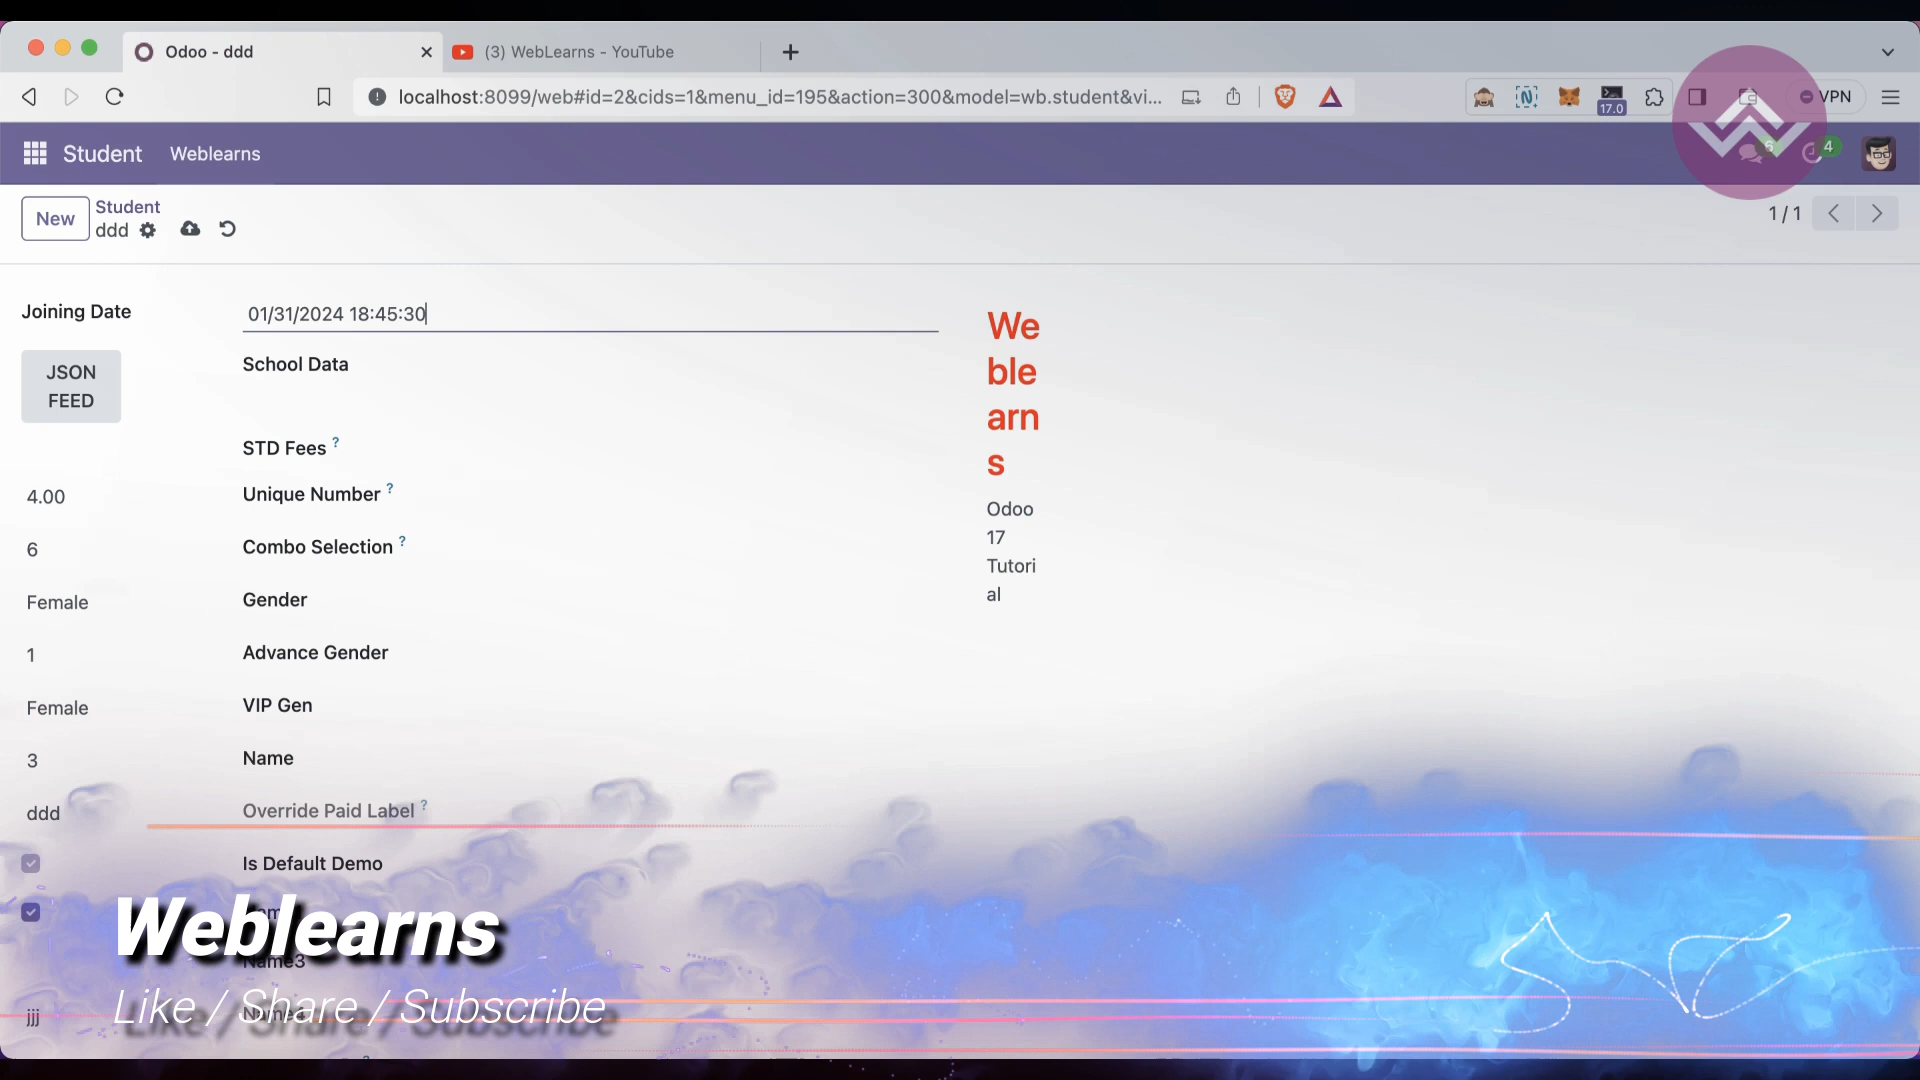 Odoo - ddd
(3) WebLearns - YouTube
localhost:8099/web#id=2&cids=1&menu_id=195&action=300&model=wb.student&vi...
17.0
VPN
Student
Weblearns
6
4
New
Student
ddd
1 / 1
Joining Date
01/31/2024 18:45:30
JSON
FEED
School Data
STD Fees ?
4.00
Unique Number ?
6
Combo Selection ?
Female
Gender
1
Advance Gender
Female
VIP Gen
3
Name
ddd
Override Paid Label ?
Is Default Demo
Name3
jjj
We
ble
arn
s
Odoo
17
Tutori
al
Weblearns
Like / Share / Subscribe